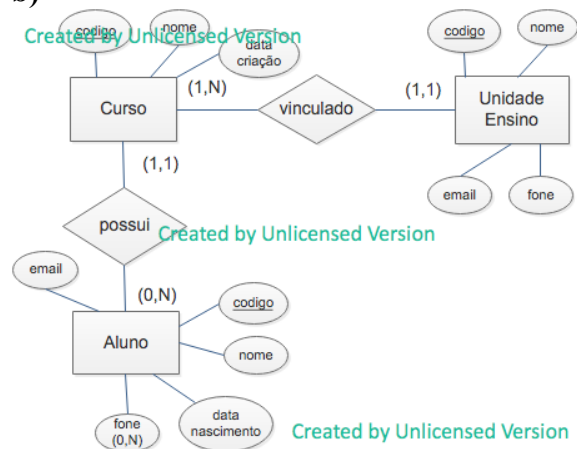 b)
Created by Unlicensed Version
codigo
nome
data
criação
codigo
nome
Curso
(1,N)
vinculado
(1,1)
Unidade
Ensino
(1,1)
email
fone
possui
Created by Unlicensed Version
email
(0,N)
codigo
Aluno
nome
fone
(0,N)
data
nascimento
Created by Unlicensed Version